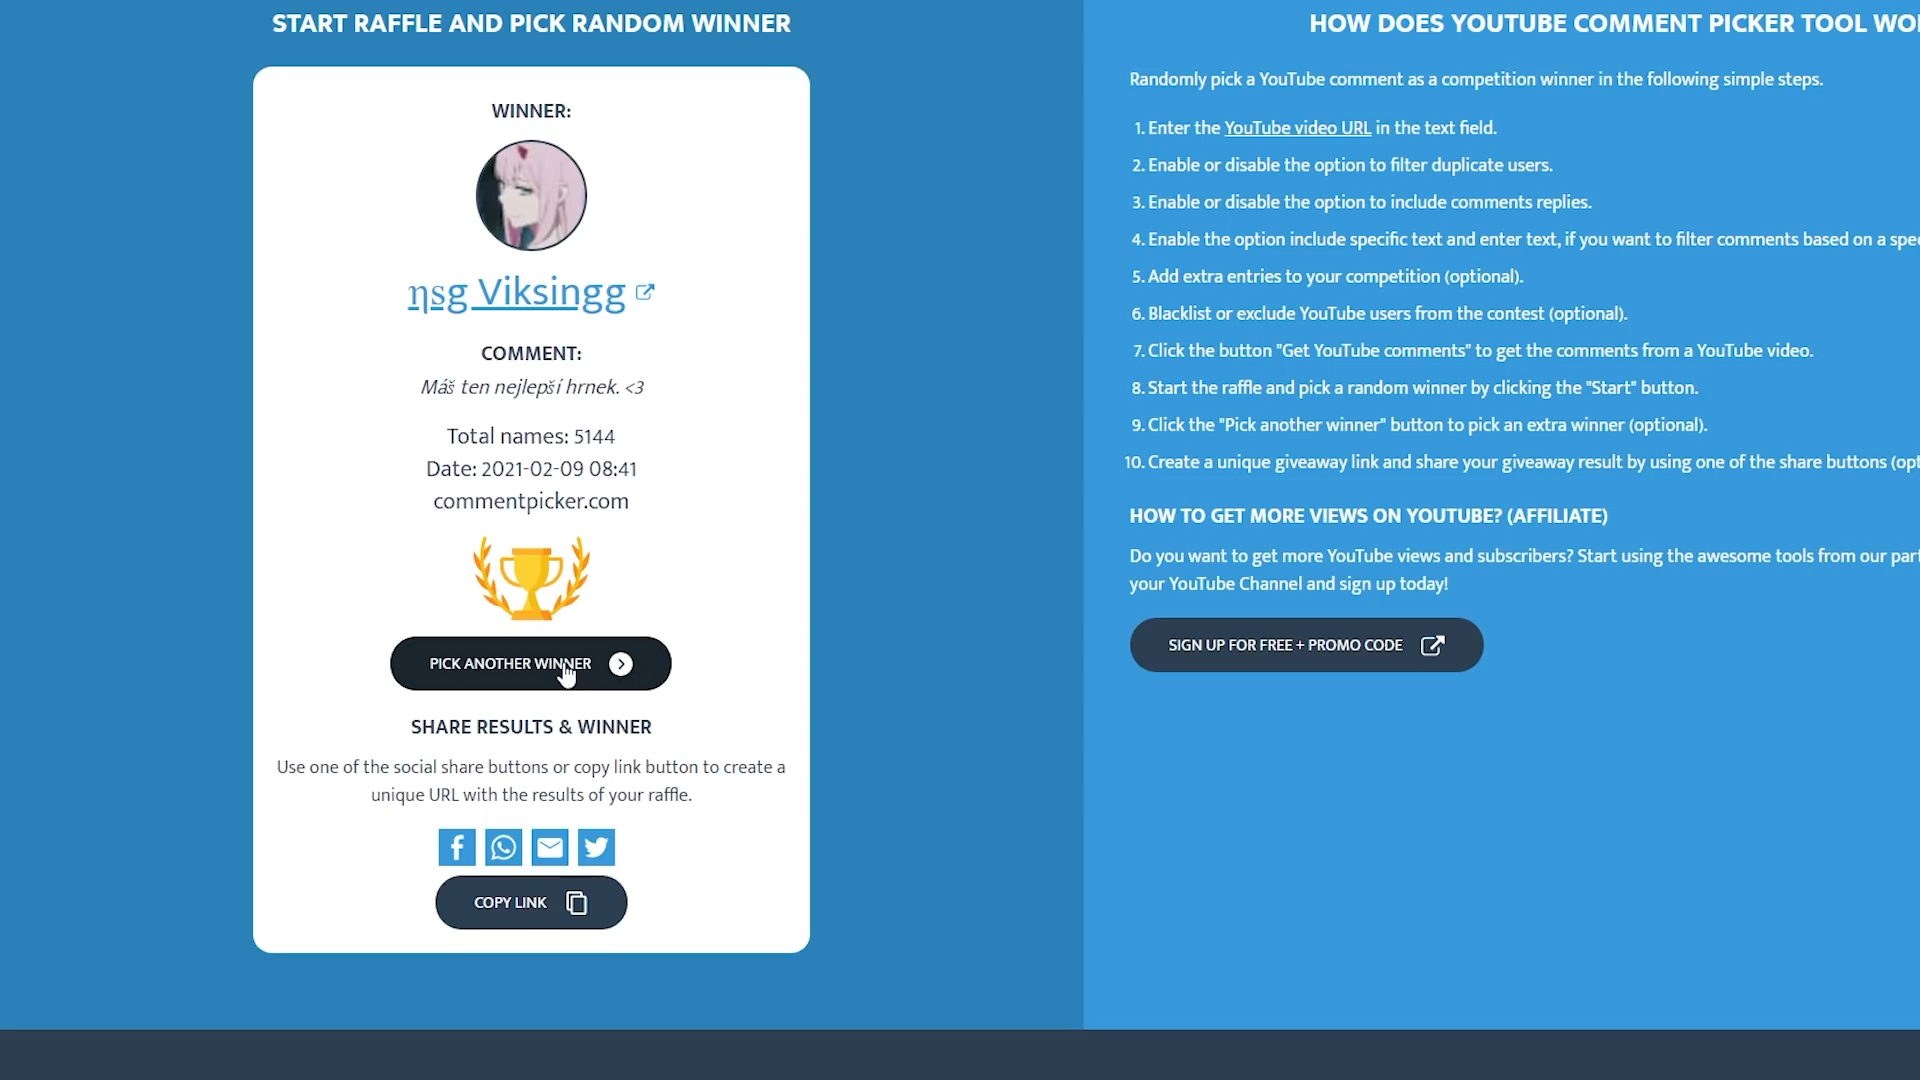 START RAFFLE AND PICK RANDOM WINNER
WINNER:
ηsg Viksingg
COMMENT:
Máš ten nejlepší hrnek. <3
Total names: 5144
Date: 2021-02-09 08:41
commentpicker.com
PICK ANOTHER WINNER
SHARE RESULTS & WINNER
Use one of the social share buttons or copy link button to create a
unique URL with the results of your raffle.
COPY LINK
HOW DOES YOUTUBE COMMENT PICKER TOOL
Randomly pick a YouTube comment as a competition winner in the following simple steps.
1. Enter the YouTube video URL in the text field.
2. Enable or disable the option to filter duplicate users.
3. Enable or disable the option to include comments replies.
4. Enable the option include specific text and enter text, if you want to filter comments based on a
5. Add extra entries to your competition (optional).
6. Blacklist or exclude YouTube users from the contest (optional).
7. Click the button "Get YouTube comments" to get the comments from a YouTube video.
8. Start the raffle and pick a random winner by clicking the "Start" button.
9. Click the "Pick another winner" button to pick an extra winner (optional).
10. Create a unique giveaway link and share your giveaway result by using one of the share buttons
HOW TO GET MORE VIEWS ON YOUTUBE? (AFFILIATE)
Do you want to get more YouTube views and subscribers? Start using the awesome tools from our
your YouTube Channel and sign up today!
SIGN UP FOR FREE + PROMO CODE